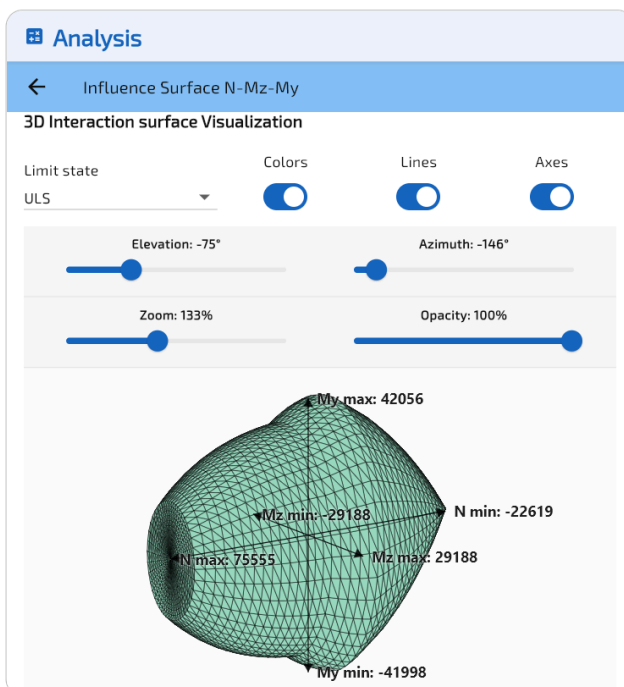 Analysis
Influence Surface N-Mz-My
3D Interaction surface Visualization
Limit state
ULS
Colors
Lines
Axes
Elevation: -75°
Azimuth: -146°
Zoom: 133%
Opacity: 100%
My max: 42056
Mz min: -29188
N min: -22619
N max: 75555
Mz max: 29188
My min: -41998